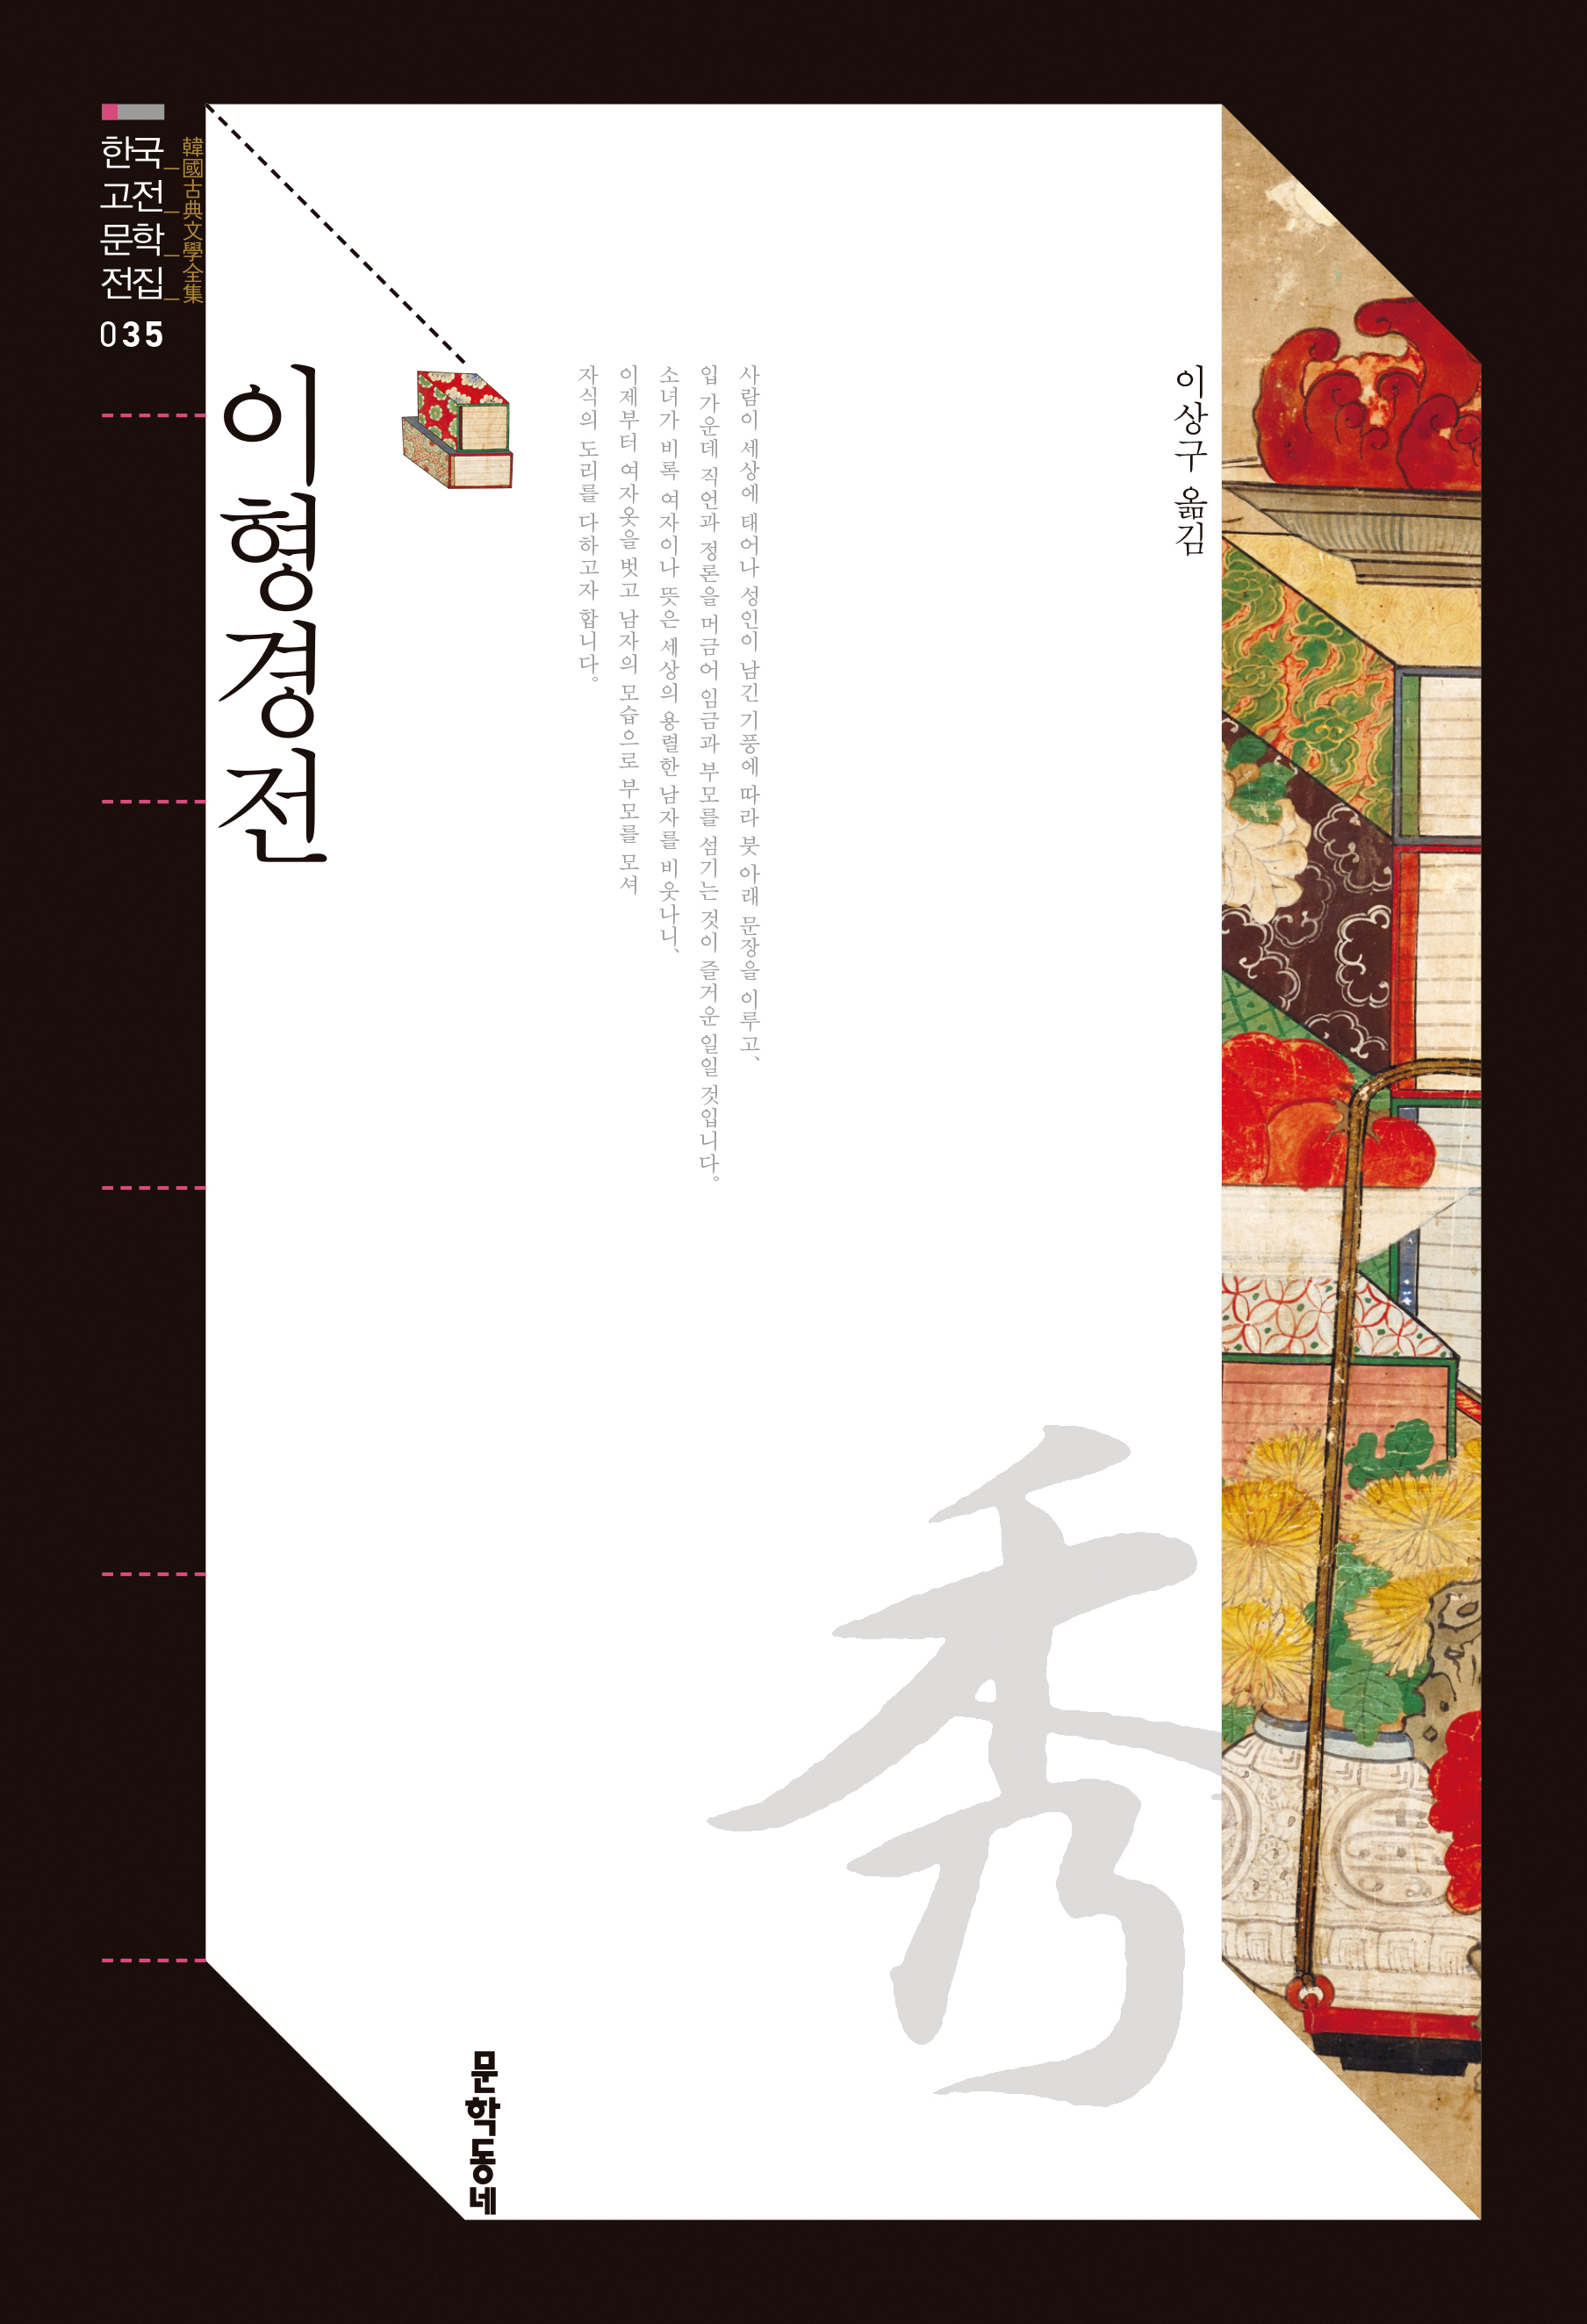 한국
고전
문학
전집
韓國古典文學全集
035
이형경전
이상구 옮김
사람이 세상에 태어나 성인이 남긴 기풍에 따라 붓 아래 문장을 이루고,
입 가운데 직언과 정론을 머금어 임금과 부모를 섬기는 것이 즐거운 일일 것입니다.
소녀가 비록 여자이나 뜻은 세상의 용렬한 남자를 비웃나니,
이제부터 여자 옷을 벗고 남자의 모습으로 부모를 모셔
자식의 도리를 다하고자 합니다.
秀
문학동네